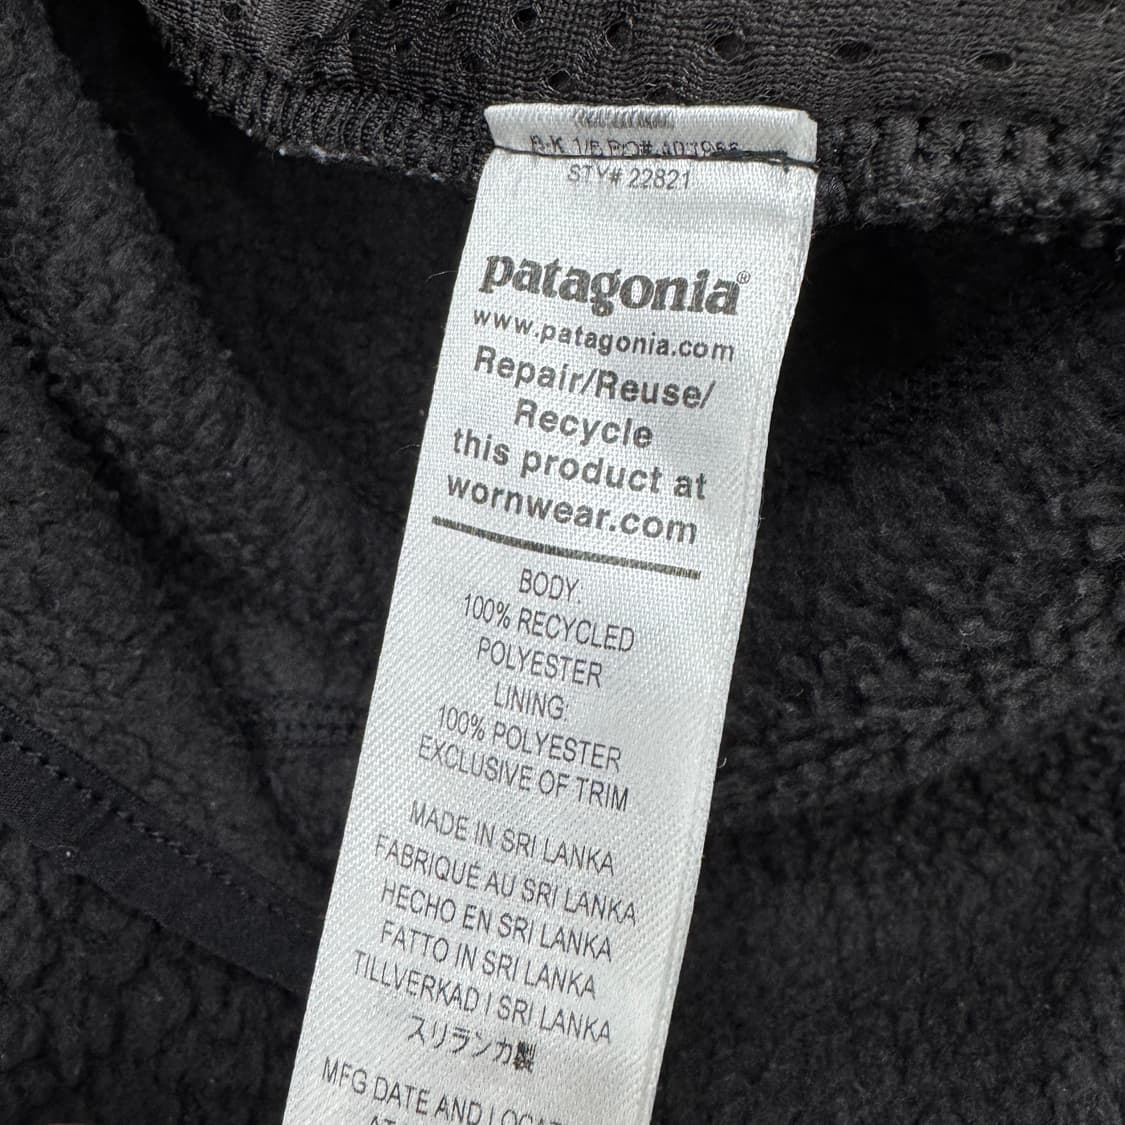 STY# 22821
patagonia®
www.patagonia.com
Repair/Reuse/
Recycle
this product at
wornwear.com
BODY:
100% RECYCLED
POLYESTER
LINING:
100% POLYESTER
EXCLUSIVE OF TRIM
MADE IN SRI LANKA
FABRIQUÉ AU SRI LANKA
HECHO EN SRI LANKA
FATTO IN SRI LANKA
TILLVERKAD I SRI LANKA
スリランカ製
MFG DATE AND